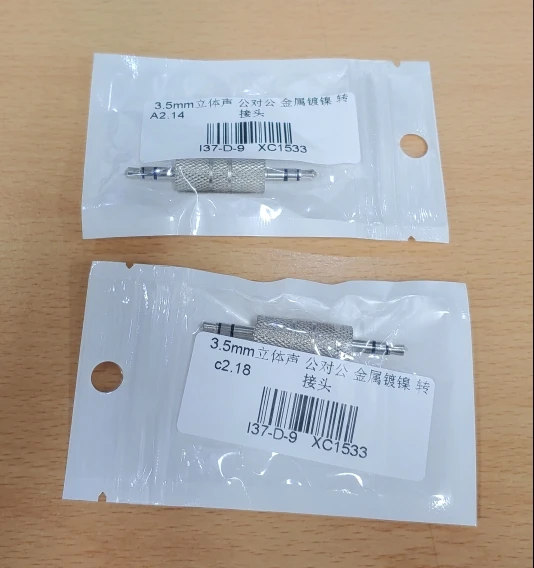 3.5mm立体声 公对公 金属镀镍 转
A2.14 接头
I37-D-9 XC1533
3.5mm立体声 公对公 金属镀镍 转
c2.18 接头
I37-D-9 XC1533